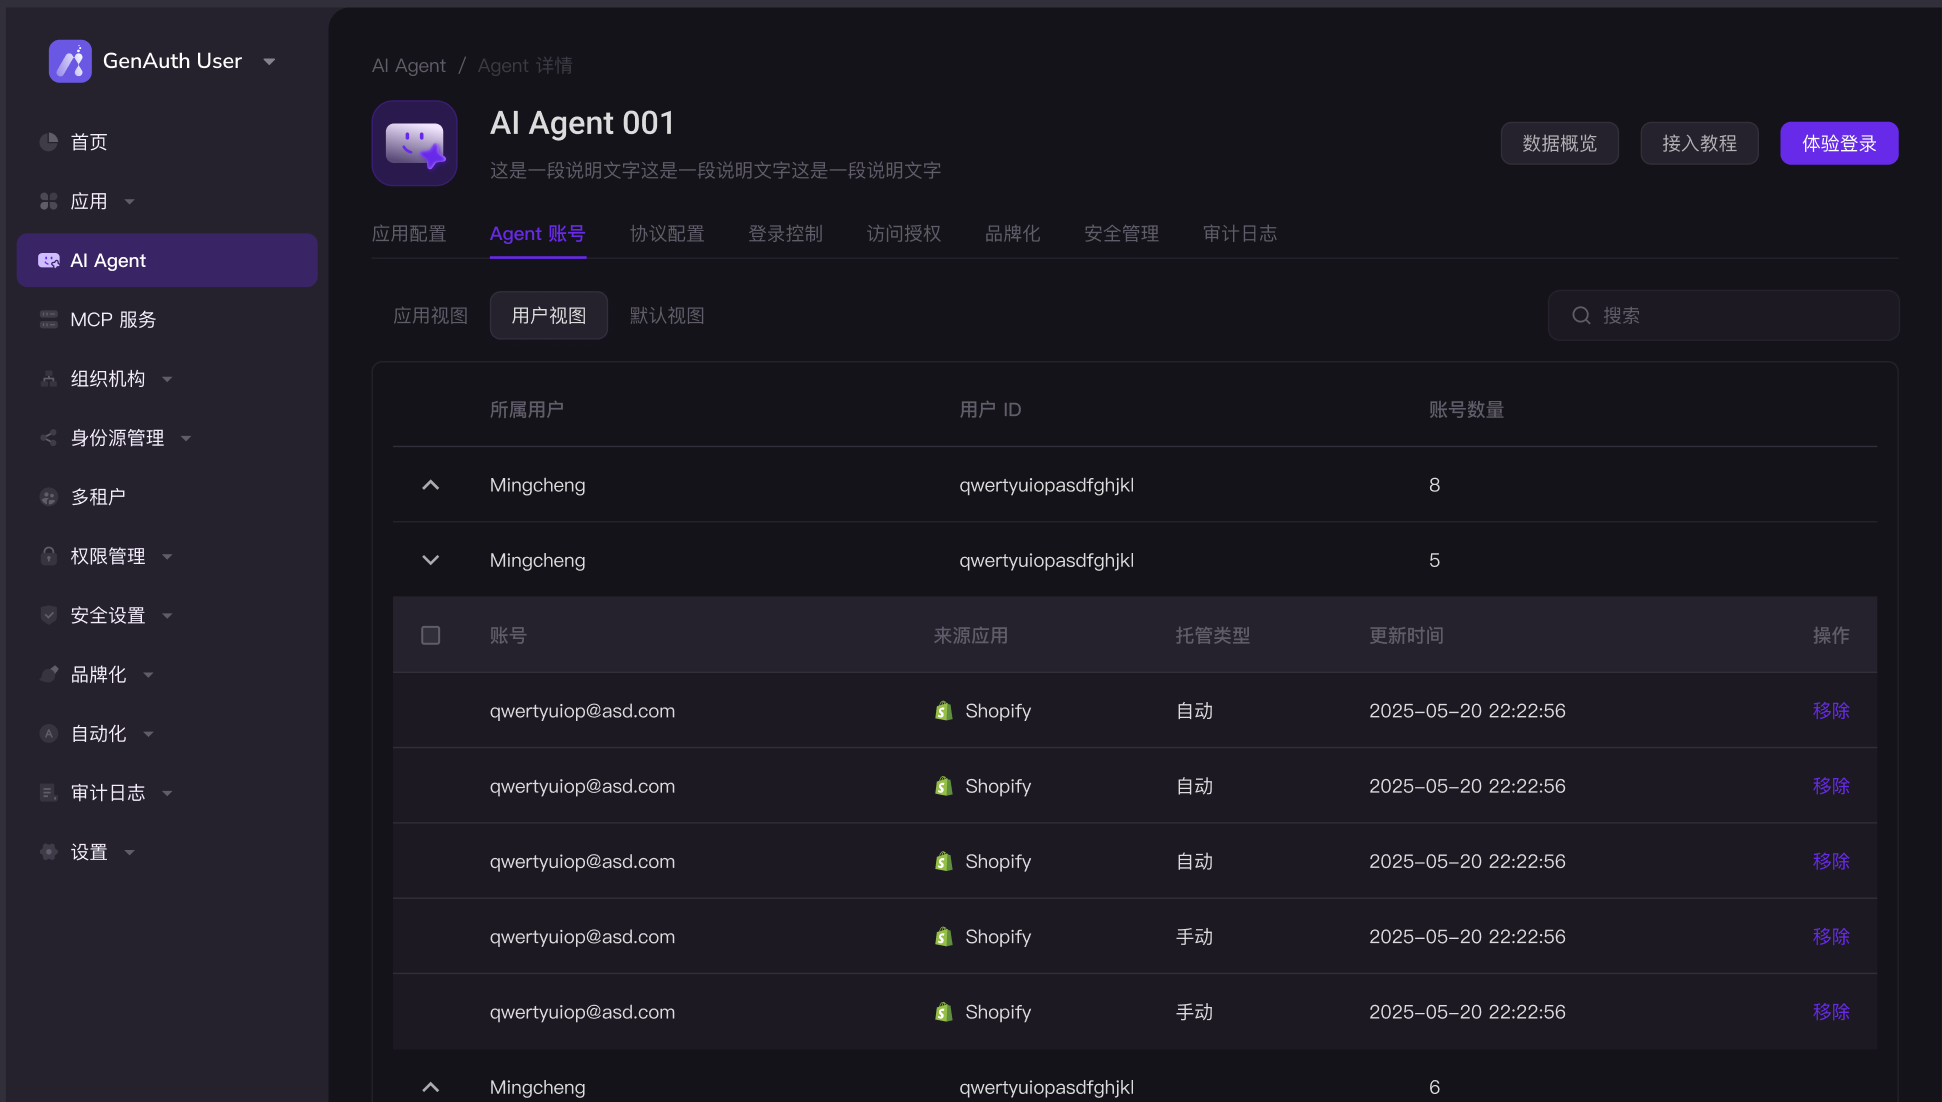 GenAuth User
首页
应用
AI Agent
MCP 服务
组织机构
身份源管理
多租户
权限管理
安全设置
品牌化
自动化
审计日志
设置
AI Agent / Agent 详情
AI Agent 001
这是一段说明文字这是一段说明文字这是一段说明文字
数据概览 接入教程 体验登录
应用配置 Agent 账号 协议配置 登录控制 访问授权 品牌化 安全管理 审计日志
应用视图 用户视图 默认视图 搜索
所属用户 用户 ID 账号数量
Mingcheng qwertyuiopasdfghjkl 8
Mingcheng qwertyuiopasdfghjkl 5
账号 来源应用 托管类型 更新时间 操作
qwertyuiop@asd.com Shopify 自动 2025-05-20 22:22:56 移除
qwertyuiop@asd.com Shopify 自动 2025-05-20 22:22:56 移除
qwertyuiop@asd.com Shopify 自动 2025-05-20 22:22:56 移除
qwertyuiop@asd.com Shopify 手动 2025-05-20 22:22:56 移除
qwertyuiop@asd.com Shopify 手动 2025-05-20 22:22:56 移除
Mingcheng qwertyuiopasdfghjkl 6